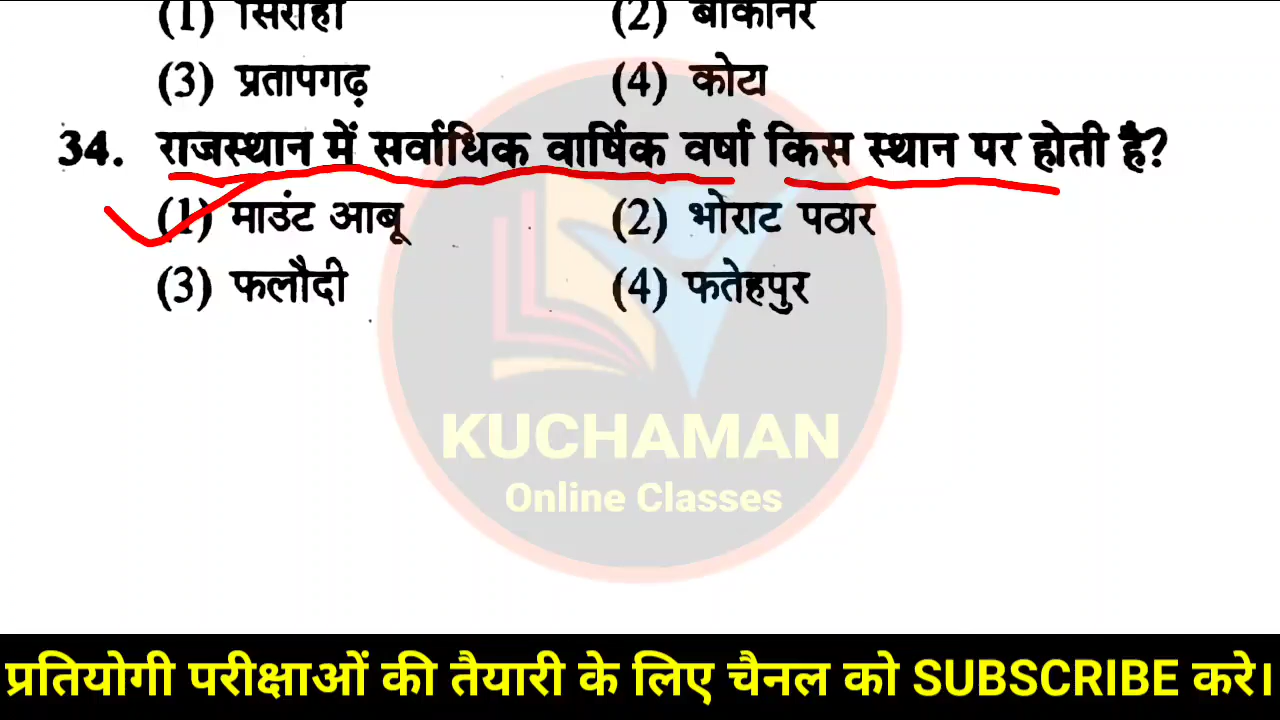 (1) सिरोही (2) बीकानेर
(3) प्रतापगढ़ (4) कोटा
34. राजस्थान में सर्वाधिक वार्षिक वर्षा किस स्थान पर होती है?
(1) माउंट आबू (2) भोराट पठार
(3) फलौदी (4) फतेहपुर
KUCHAMAN
Online Classes
प्रतियोगी परीक्षाओं की तैयारी के लिए चैनल को SUBSCRIBE करे।